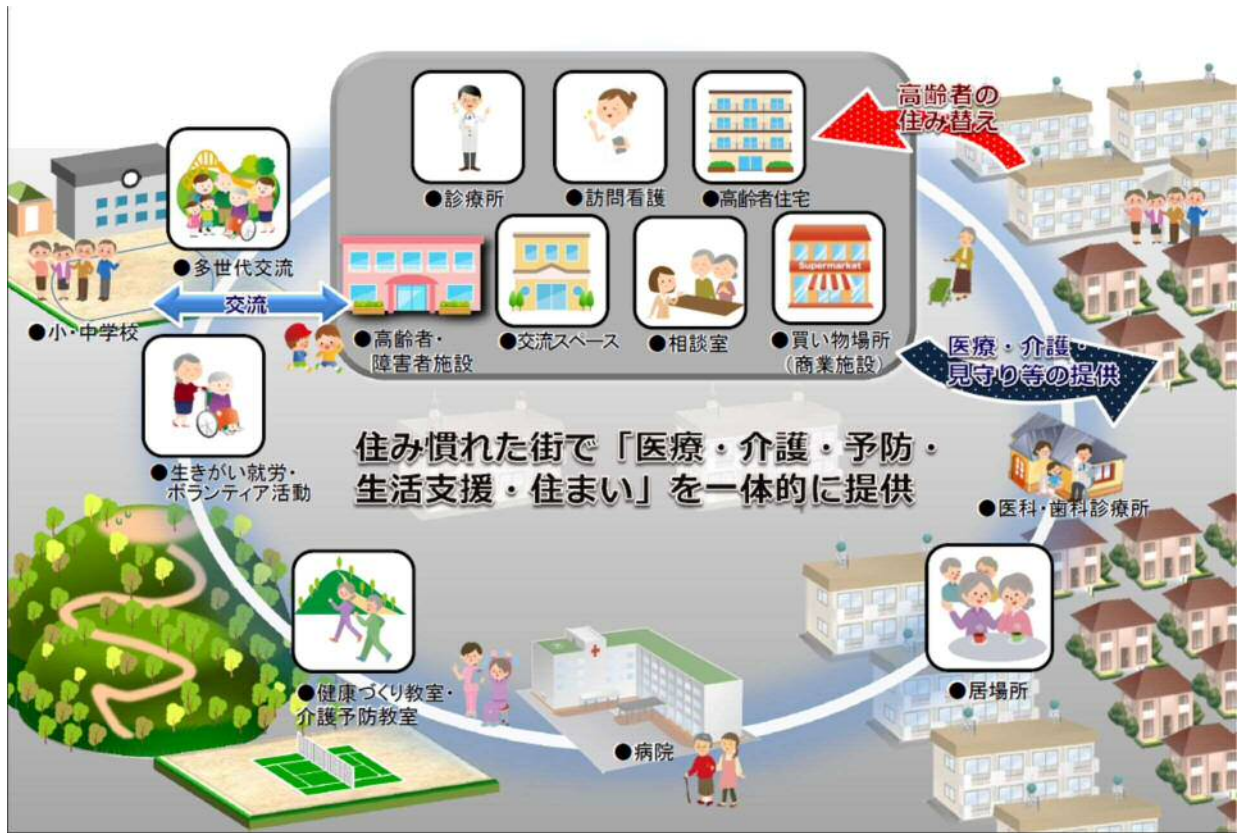 高齢者の
住み替え
●診療所
●訪問看護
●高齢者住宅
●多世代交流
Supermarket
交流
●小・中学校
●高齢者・
障害者施設
●交流スペース
●相談室
●買い物場所
（商業施設）
医療・介護・
見守り等の提供
住み慣れた街で「医療・介護・予防・
生活支援・住まい」を一体的に提供
●生きがい就労・
ボランティア活動
●医科・歯科診療所
●健康づくり教室・
介護予防教室
●居場所
●病院